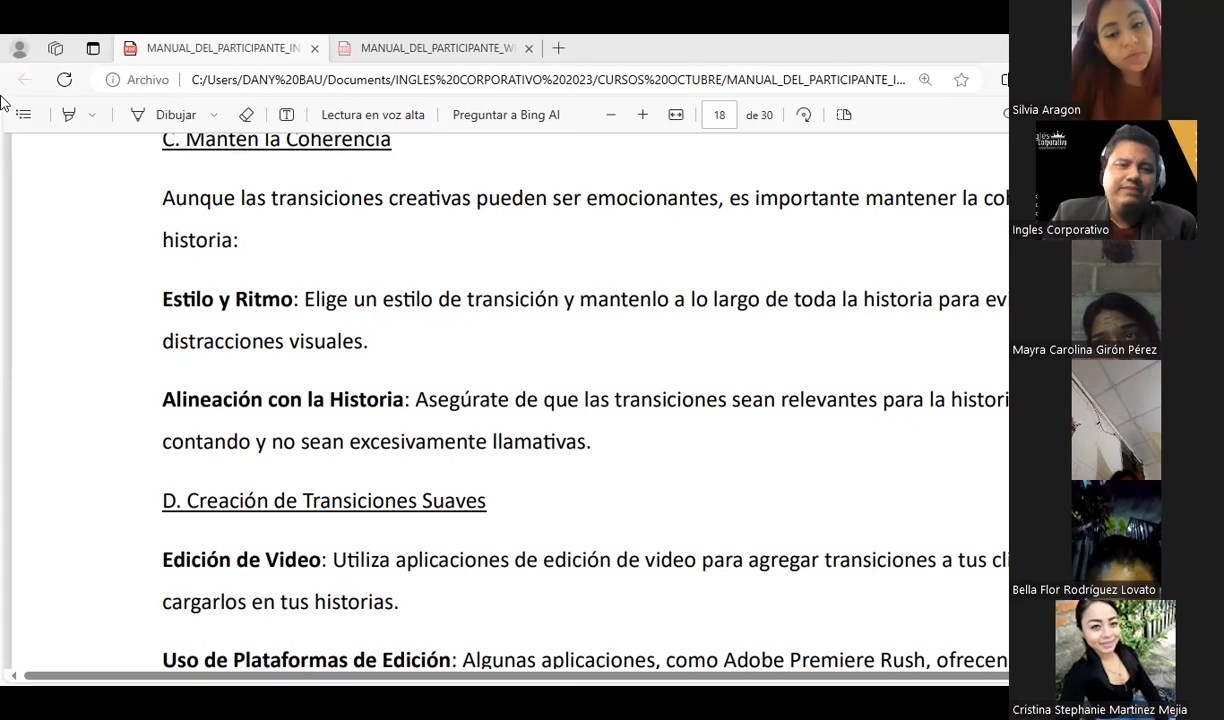 MANUAL_DEL_PARTICIPANTE_IN
MANUAL_DEL_PARTICIPANTE_W
Archivo
C:/Users/DANY%20BAU/Documents/INGLES%20CORPORATIVO%202023/CURSOS%20OCTUBRE/MANUAL_DEL_PARTICIPANTE_I...
Dibujar
Lectura en voz alta
Preguntar a Bing AI
18
de 30
C. Mantén la Coherencia
Aunque las transiciones creativas pueden ser emocionantes, es importante mantener la co
historia:
Estilo y Ritmo: Elige un estilo de transición y mantenlo a lo largo de toda la historia para evi
distracciones visuales.
Alineación con la Historia: Asegúrate de que las transiciones sean relevantes para la histori
contando y no sean excesivamente llamativas.
D. Creación de Transiciones Suaves
Edición de Video: Utiliza aplicaciones de edición de video para agregar transiciones a tus cli
cargarlos en tus historias.
Uso de Plataformas de Edición: Algunas aplicaciones, como Adobe Premiere Rush, ofrecen
Silvia Aragon
Ingles Corporativo
Mayra Carolina Girón Pérez
Bella Flor Rodríguez Lovato
Cristina Stephanie Martinez Mejia